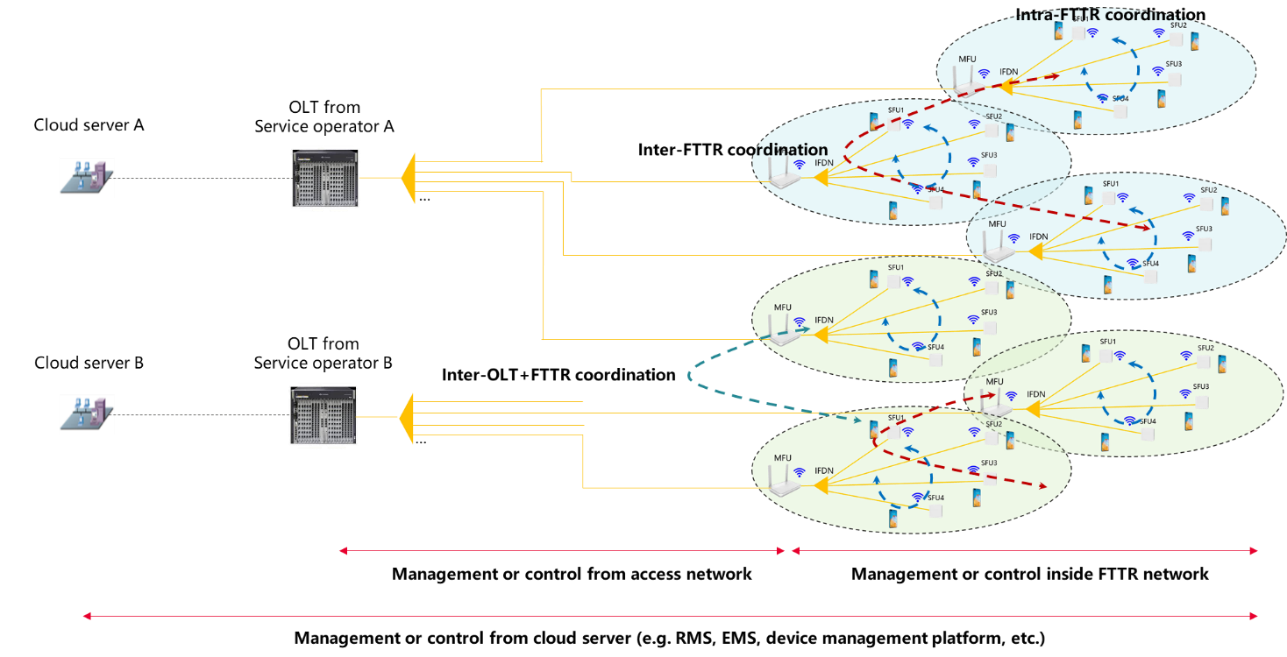 Intra-FTTR coordination
SFU1
SFU2
MFU
IFDN
SFU3
SFU4
OLT from
Service operator A
Cloud server A
SFU1
SFU2
Inter-FTTR coordination
IFDN
SFU3
SFU4
...
SFU1
SFU2
MFU
IFDN
SFU3
SFU4
SFU1
SFU2
MFU
IFDN
SFU3
SFU4
OLT from
Service operator B
Cloud server B
Inter-OLT+FTTR coordination
SFU1
SFU2
MFU
IFDN
SFU3
SFU4
...
SFU1
SFU2
MFU
IFDN
SFU3
SFU4
Management or control from access network
Management or control inside FTTR network
Management or control from cloud server (e.g. RMS, EMS, device management platform, etc.)